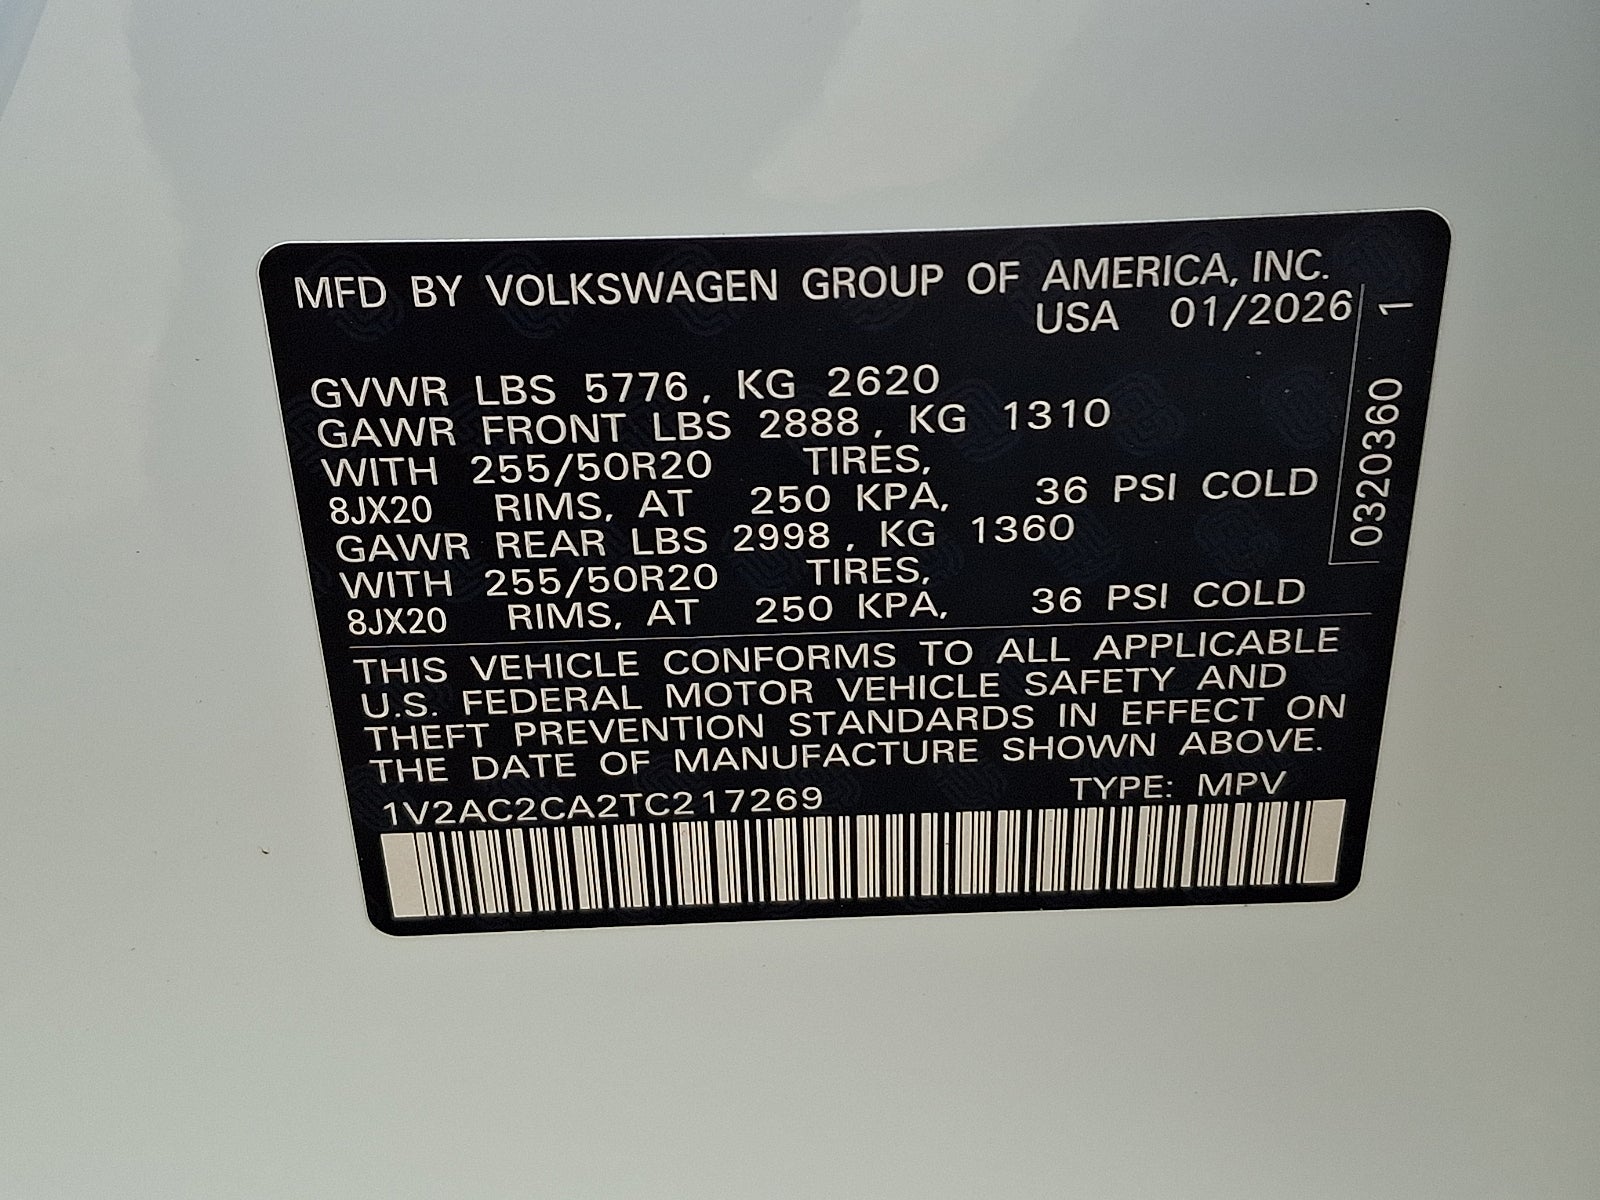 MFD BY VOLKSWAGEN GROUP OF AMERICA, INC.
USA 01/2026
GVWR LBS 5776, KG 2620
GAWR FRONT LBS 2888, KG 1310
WITH 255/50R20 TIRES,
8JX20 RIMS, AT 250 KPA, 36 PSI COLD
GAWR REAR LBS 2998, KG 1360
WITH 255/50R20 TIRES,
8JX20 RIMS, AT 250 KPA, 36 PSI COLD
THIS VEHICLE CONFORMS TO ALL APPLICABLE
U.S. FEDERAL MOTOR VEHICLE SAFETY AND
THEFT PREVENTION STANDARDS IN EFFECT ON
THE DATE OF MANUFACTURE SHOWN ABOVE.
1V2AC2CA2TC217269 TYPE: MPV
0320360 1